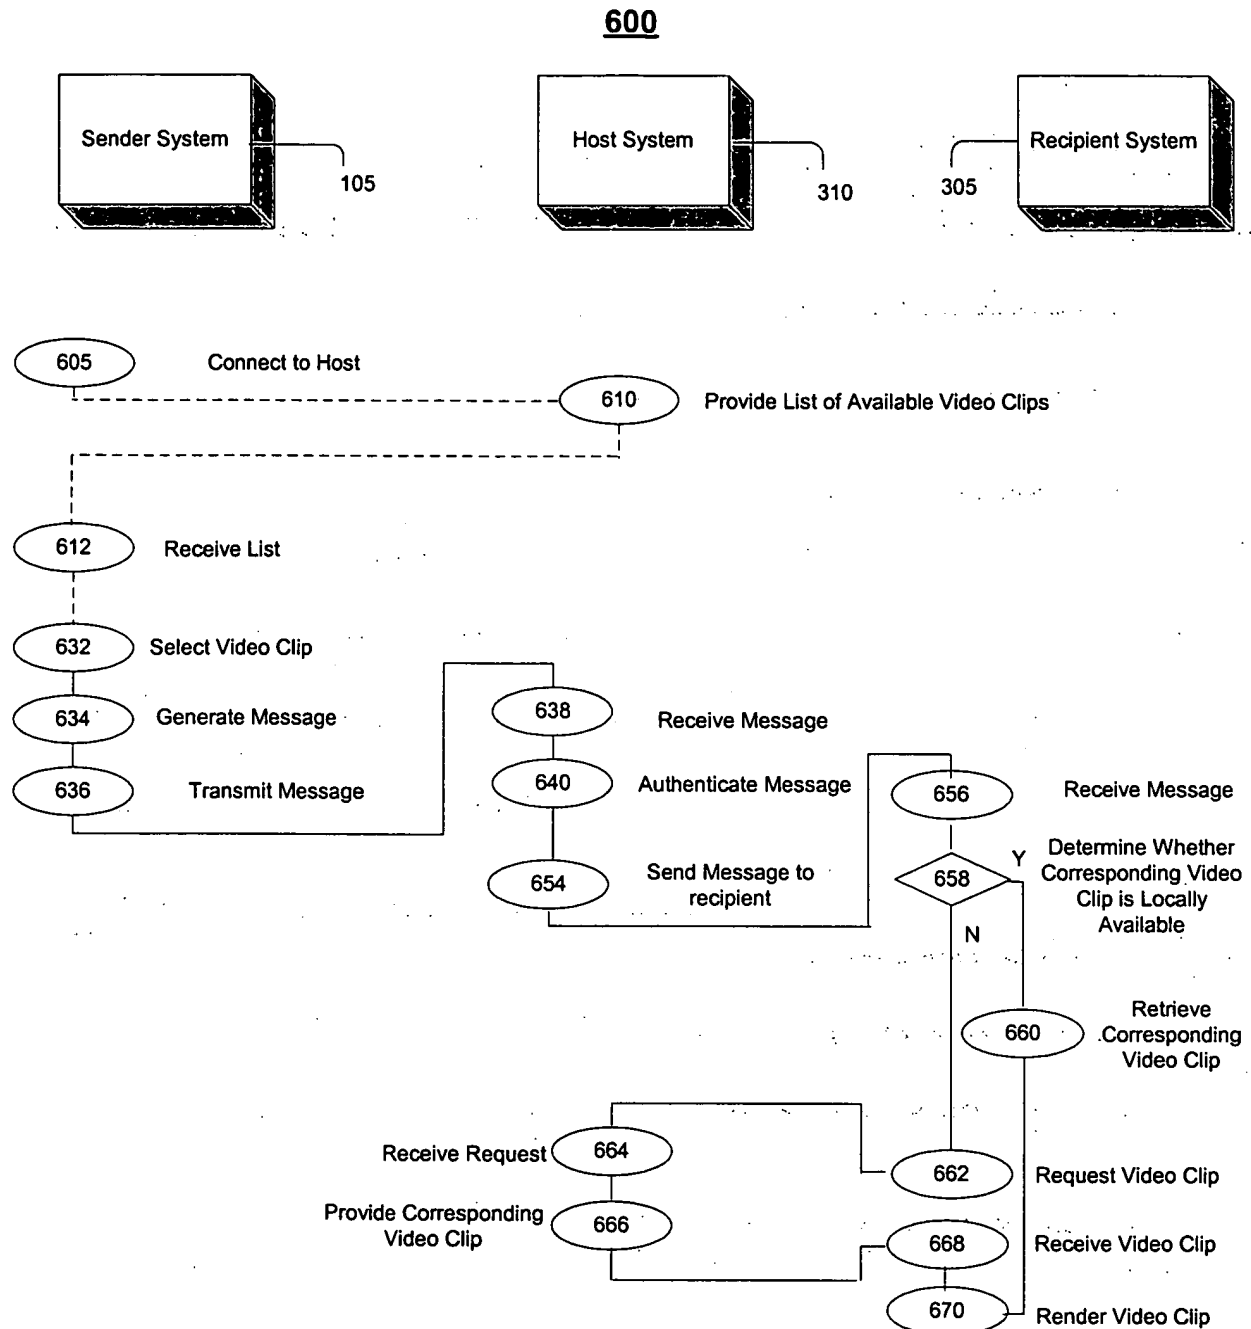 600
Sender System
105
Host System
310
305
Recipient System
605
Connect to Host
610
Provide List of Available Video Clips
612
Receive List
632
Select Video Clip
634
Generate Message
636
Transmit Message
638
Receive Message
640
Authenticate Message
654
Send Message to
recipient
656
Receive Message
658
Y
N
Determine Whether
Corresponding Video
Clip is Locally
Available
660
Retrieve
Corresponding
Video Clip
Receive Request
664
662
Request Video Clip
Provide Corresponding
Video Clip
666
668
Receive Video Clip
670
Render Video Clip